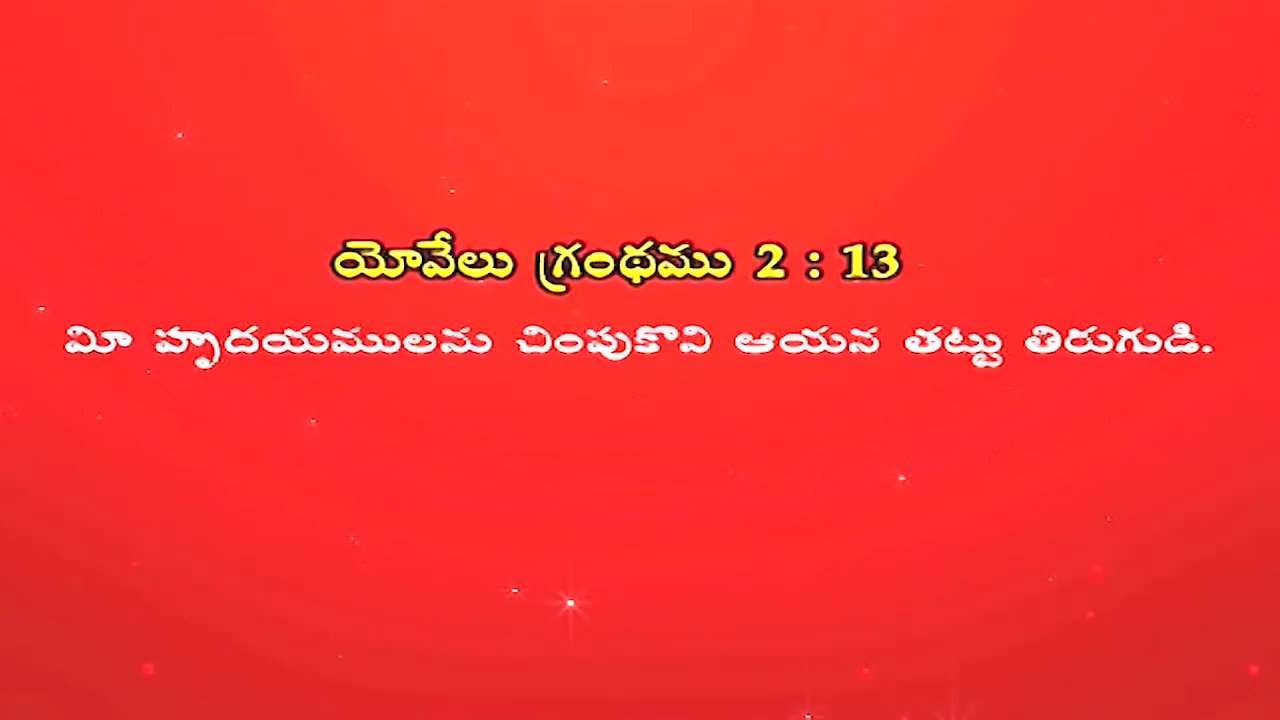 యోవేలు గ్రంథము 2 : 13
మీ హృదయములను చింపుకొని ఆయన తట్టు తిరుగుడి.